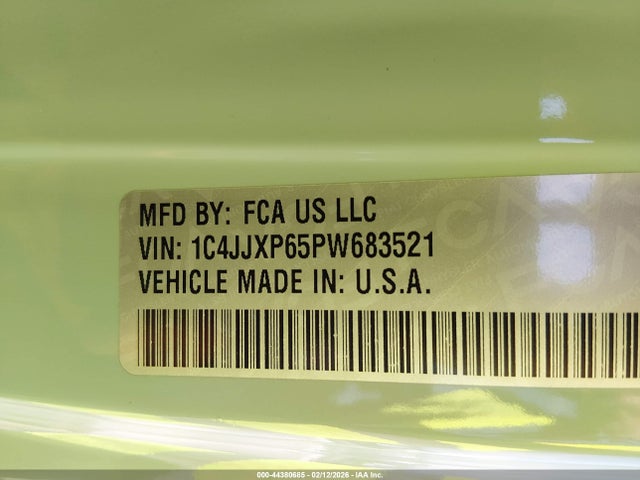 MFD BY: FCA US LLC
VIN: 1C4JJXP65PW683521
VEHICLE MADE IN: U.S.A.
000-44380665 - 02/12/2026 - IAA Inc.